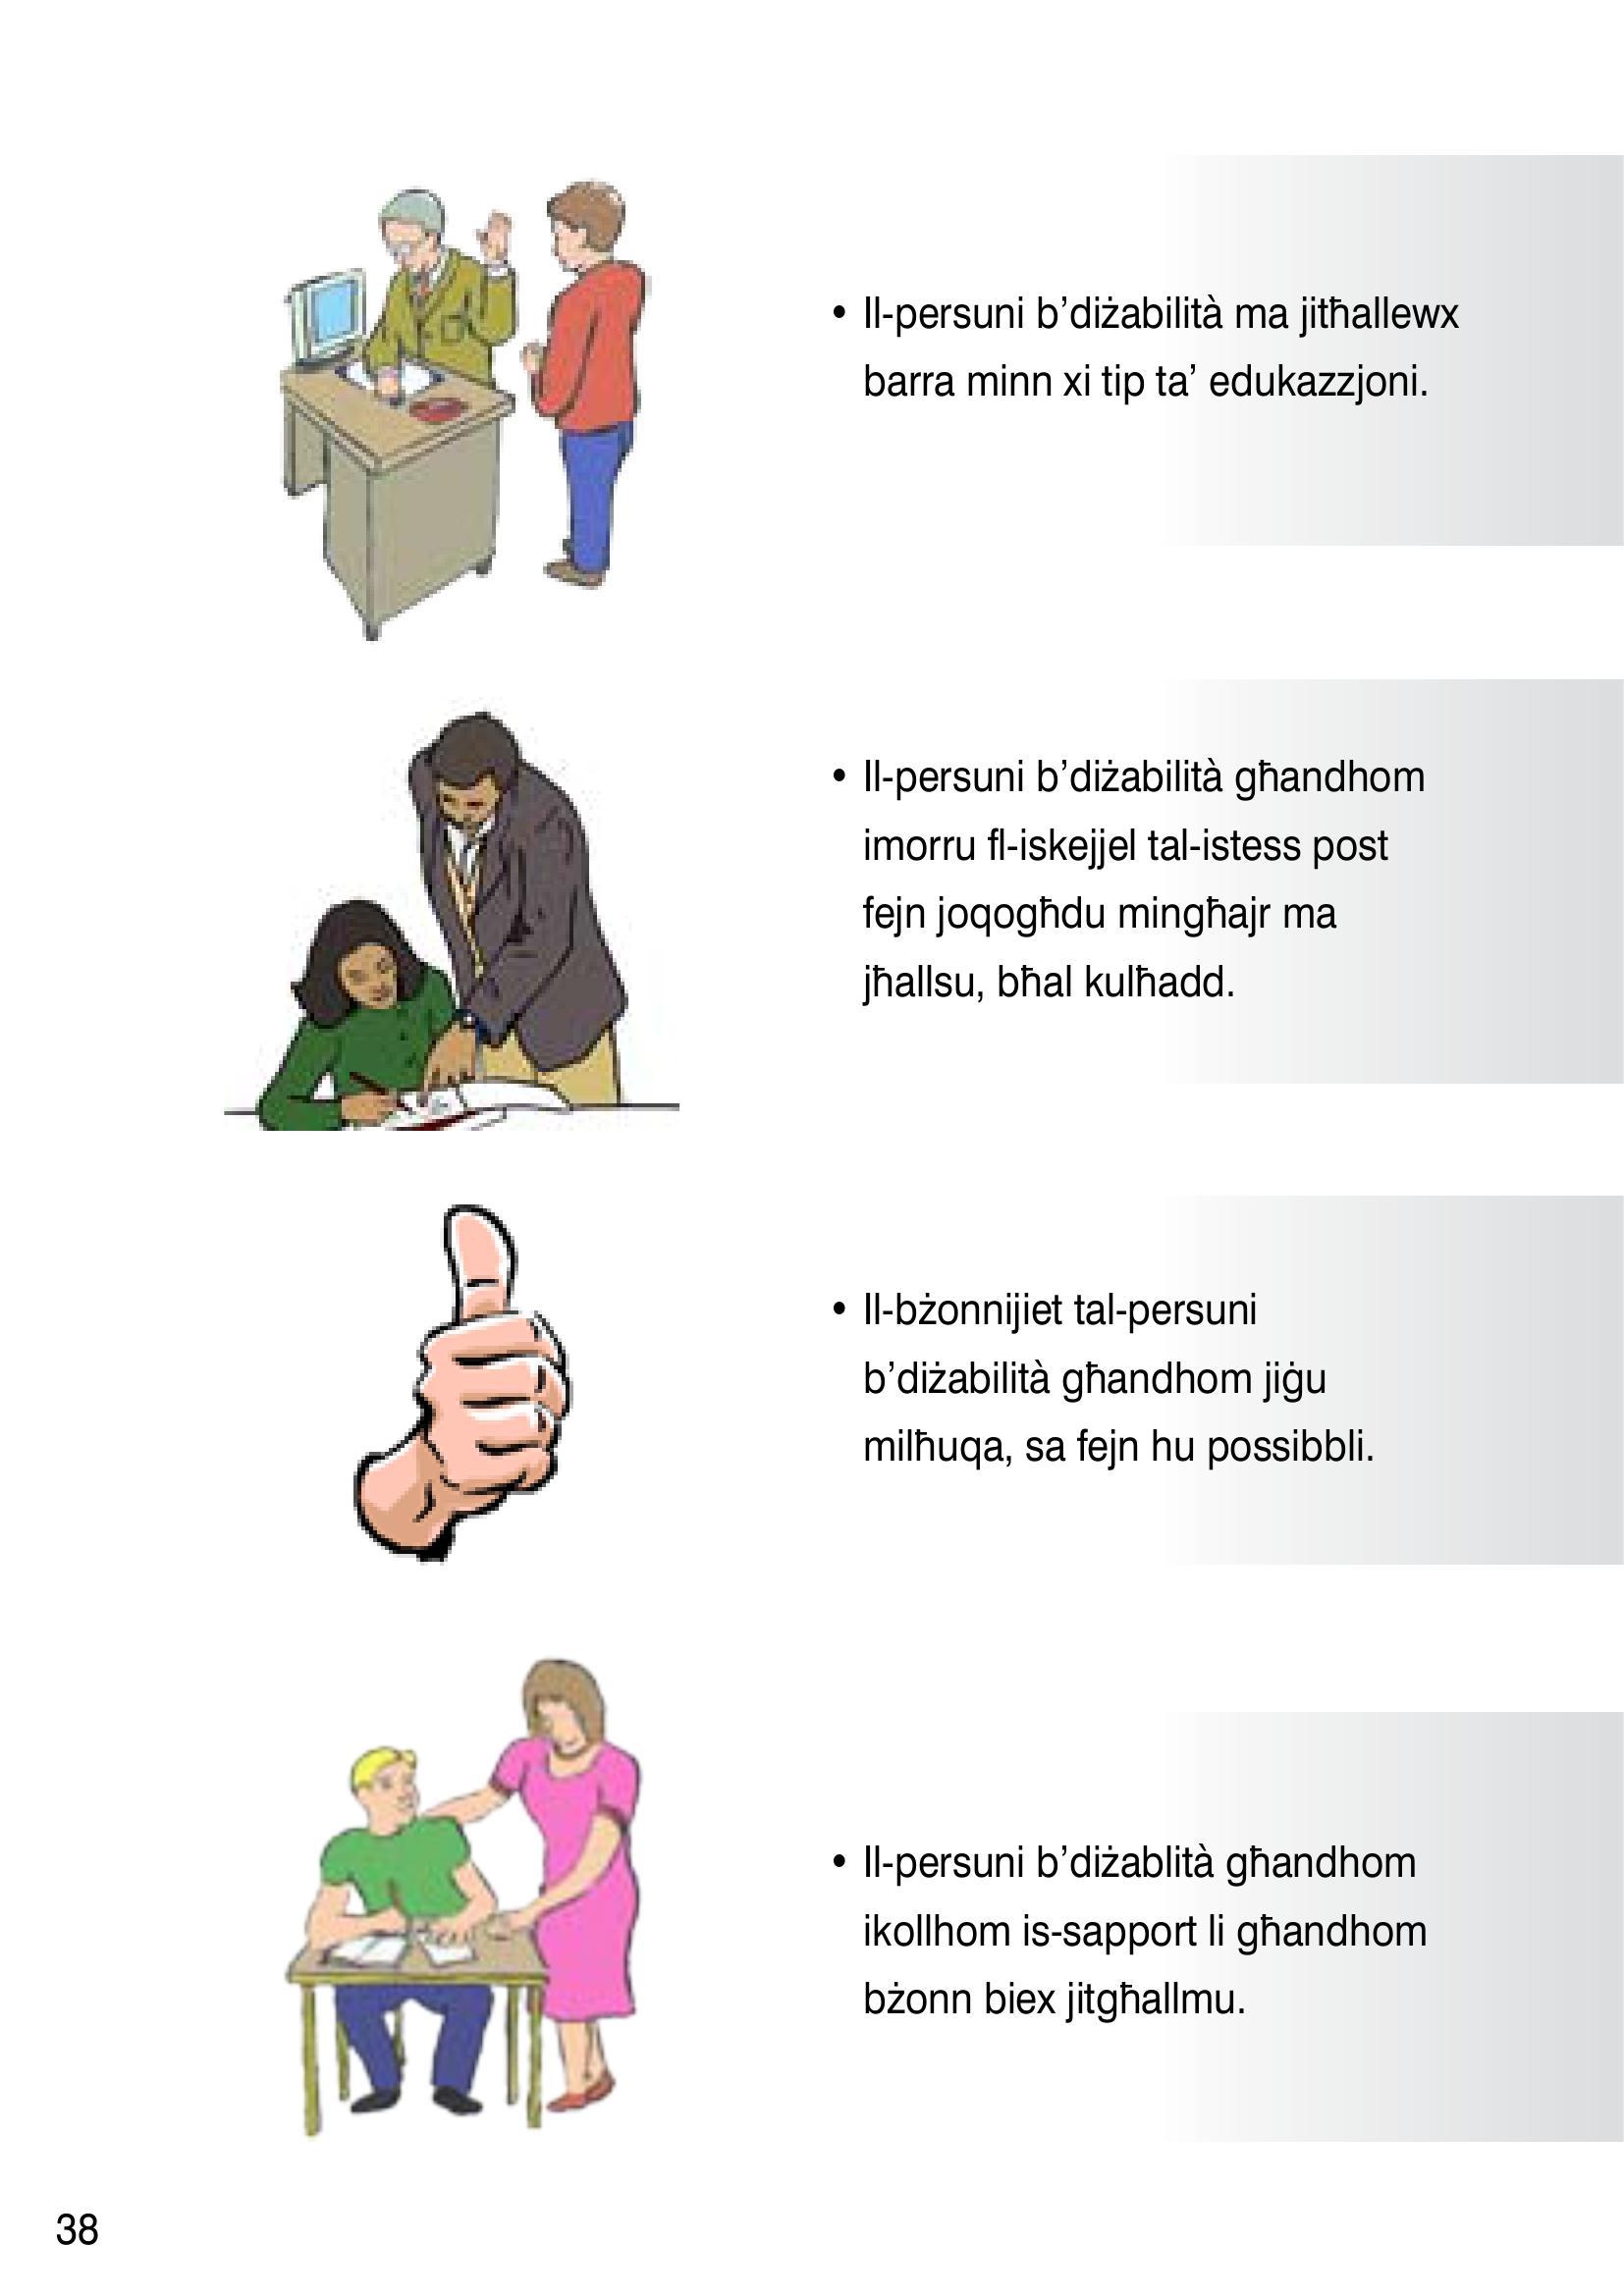 • Il-persuni b’diżabilità ma jitħallewx
barra minn xi tip ta’ edukazzjoni.
• Il-persuni b’diżabilità għandhom
imorru fl-iskejjel tal-istess post
fejn joqogħdu mingħajr ma
jħallsu, bħal kulħadd.
• Il-bżonnijiet tal-persuni
b’diżabilità għandhom jiġu
milħuqa, sa fejn hu possibbli.
• Il-persuni b’diżablità għandhom
ikollhom is-sapport li għandhom
bżonn biex jitgħallmu.
38